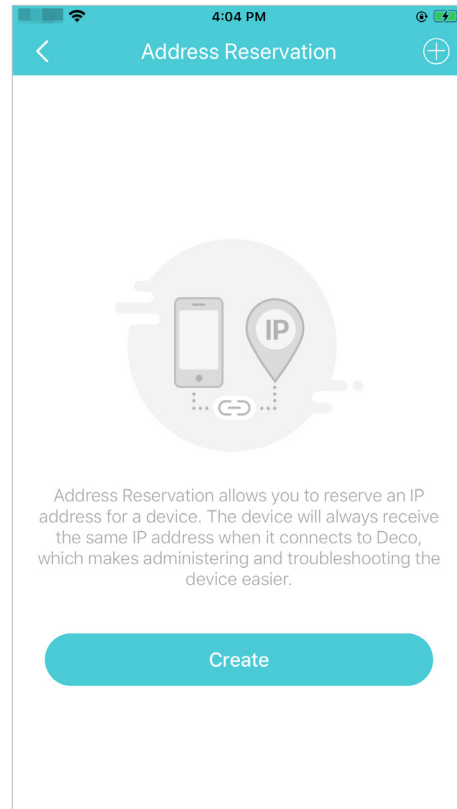 4:04 PM
Address Reservation
IP
Address Reservation allows you to reserve an IP
address for a device. The device will always receive
the same IP address when it connects to Deco,
which makes administering and troubleshooting the
device easier.
Create